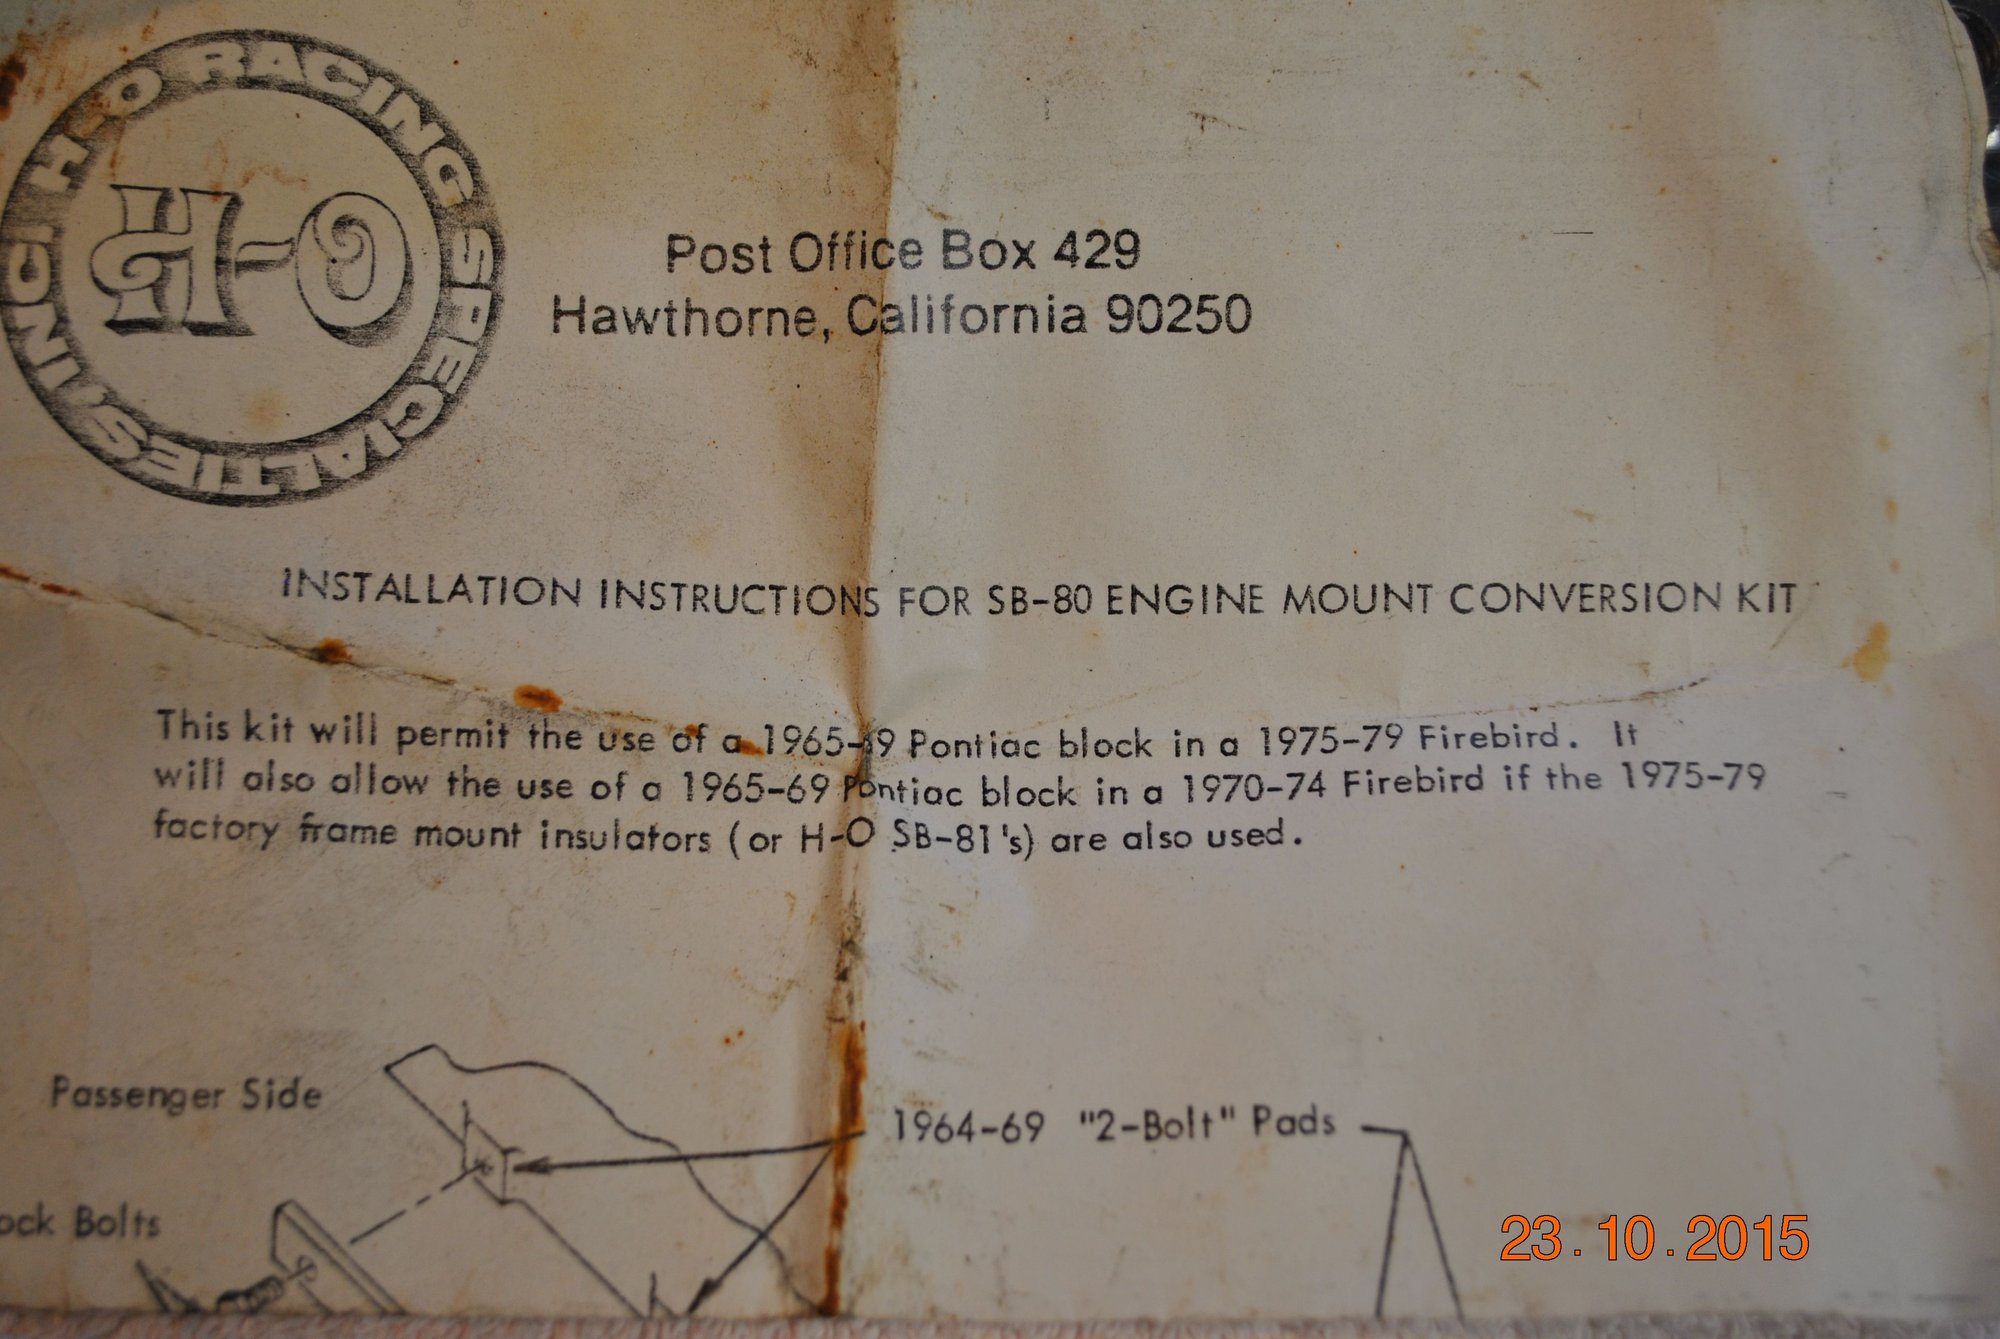 H-O RACING SPECIALTIES INC.
H-O
Post Office Box 429
Hawthorne, California 90250
INSTALLATION INSTRUCTIONS FOR SB-80 ENGINE MOUNT CONVERSION KIT
This kit will permit the use of a 1965-69 Pontiac block in a 1975-79 Firebird. It
will also allow the use of a 1965-69 Pontiac block in a 1970-74 Firebird if the 1975-79
factory frame mount insulators (or H-O SB-81's) are also used.
Passenger Side
1964-69 "2-Bolt" Pads
ock Bolts
23.10.2015